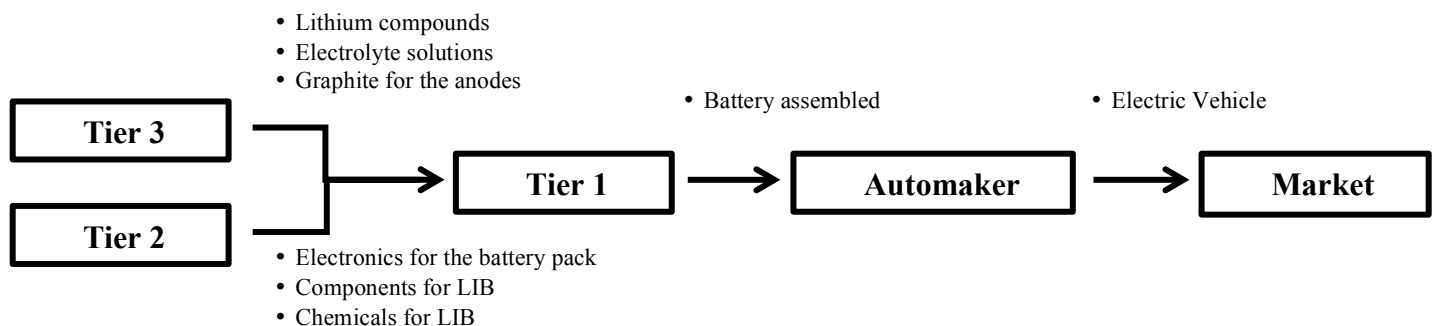 • Lithium compounds
• Electrolyte solutions
• Graphite for the anodes
• Battery assembled
• Electric Vehicle
Tier 3
Tier 1
Automaker
Market
Tier 2
• Electronics for the battery pack
• Components for LIB
• Chemicals for LIB